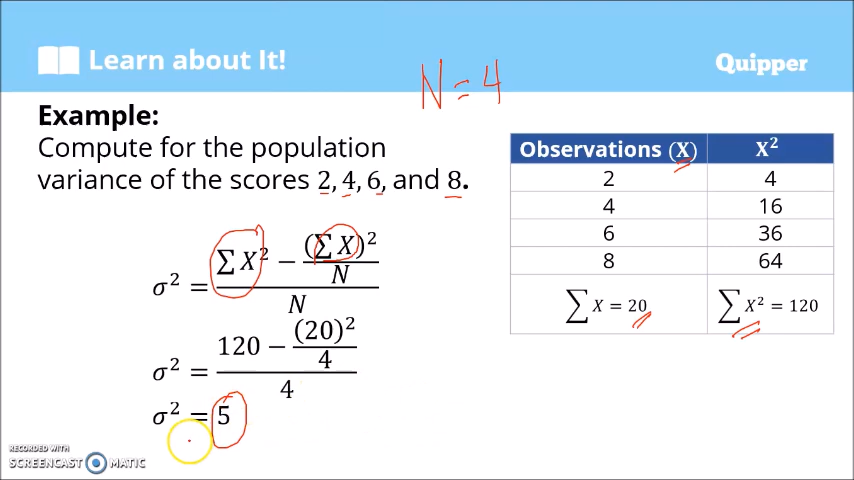 Learn about It!
Quipper
N = 4
Example:
Compute for the population
variance of the scores 2, 4, 6, and 8.
σ² = (∑ X² − (∑ X)²/N) / N
σ² = (120 − (20)²/4) / 4
σ² = 5
Observations (X) X²
2 4
4 16
6 36
8 64
∑ X = 20 ∑ X² = 120
RECORDED WITH
SCREENCAST MATIC